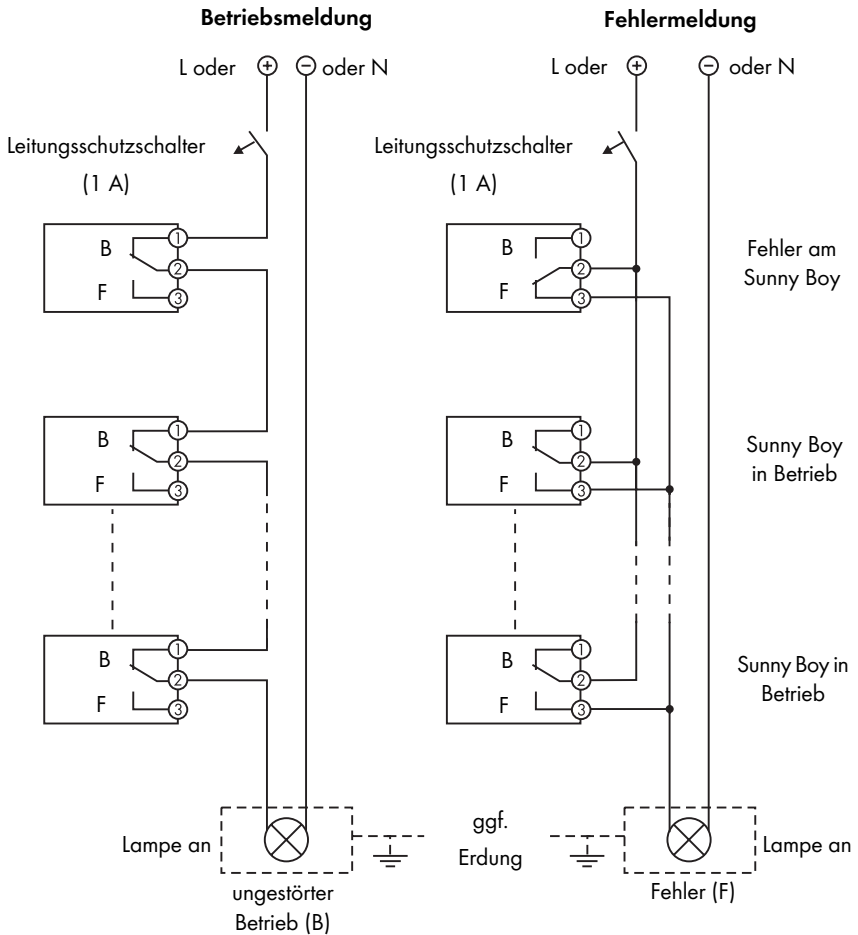 Betriebsmeldung
Fehlermeldung
L oder + − oder N
L oder + − oder N
Leitungsschutzschalter
(1 A)
Leitungsschutzschalter
(1 A)
B
F
1
2
3
B
F
1
2
3
Fehler am
Sunny Boy
B
F
1
2
3
B
F
1
2
3
Sunny Boy
in Betrieb
B
F
1
2
3
B
F
1
2
3
Sunny Boy in
Betrieb
Lampe an
ungestörter
Betrieb (B)
ggf.
Erdung
Lampe an
Fehler (F)